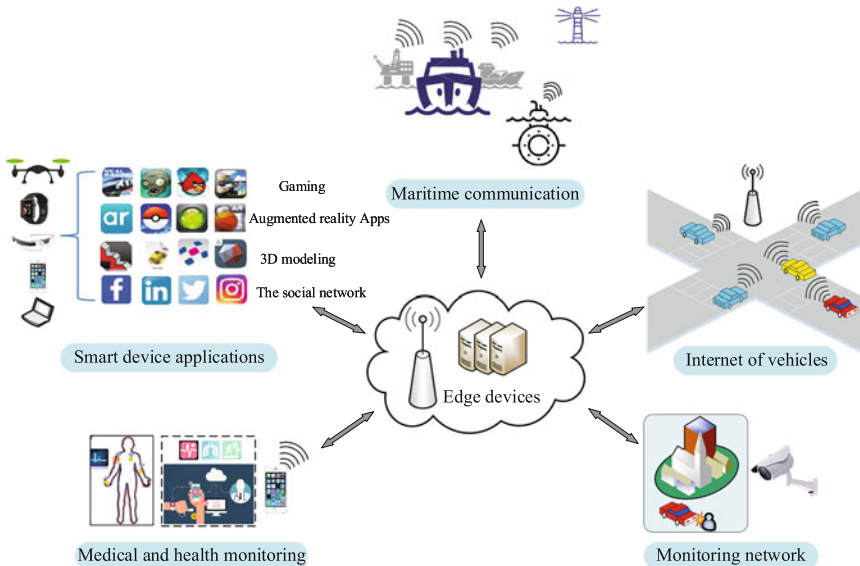 Maritime communication
Gaming
Augmented reality Apps
3D modeling
The social network
ar
f
in
Smart device applications
Internet of vehicles
Edge devices
Medical and health monitoring
Monitoring network